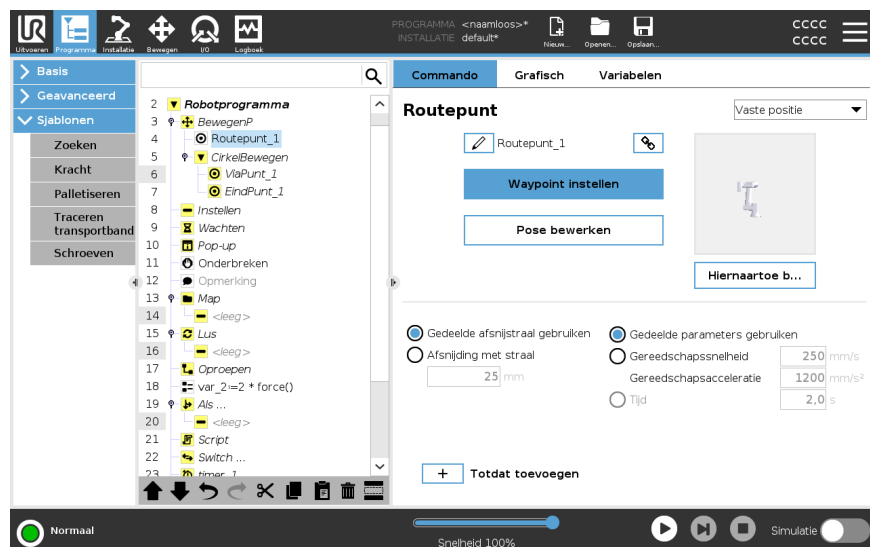 UR
Uitvoeren Programma Installatie Bewegen I/O Logboek
PROGRAMMA <naamloos>*
INSTALLATIE default*
Nieuw... Openen... Opslaan...
CCCC
CCCC
Basis
Geavanceerd
Sjablonen
Zoeken
Kracht
Palletiseren
Traceren
transportband
Schroeven
2 Robotprogramma
3 BewegenP
4 Routepunt_1
5 CirkelBewegen
6 ViaPunt_1
7 EindPunt_1
8 Instellen
9 Wachten
10 Pop-up
11 Onderbreken
12 Opmerking
13 Map
14 <leeg>
15 Lus
16 <leeg>
17 Oproepen
18 var_2≔2 * force()
19 Als ...
20 <leeg>
21 Script
22 Switch ...
23 timer_1
Commando Grafisch Variabelen
Routepunt
Vaste positie
Routepunt_1
Waypoint instellen
Pose bewerken
Hiernaartoe b...
Gedeelde afsnijstraal gebruiken
Afsnijding met straal
25 mm
Gedeelde parameters gebruiken
Gereedschapssnelheid 250 mm/s
Gereedschapsacceleratie 1200 mm/s²
Tijd 2,0 s
+ Totdat toevoegen
Normaal
Snelheid 100%
Simulatie